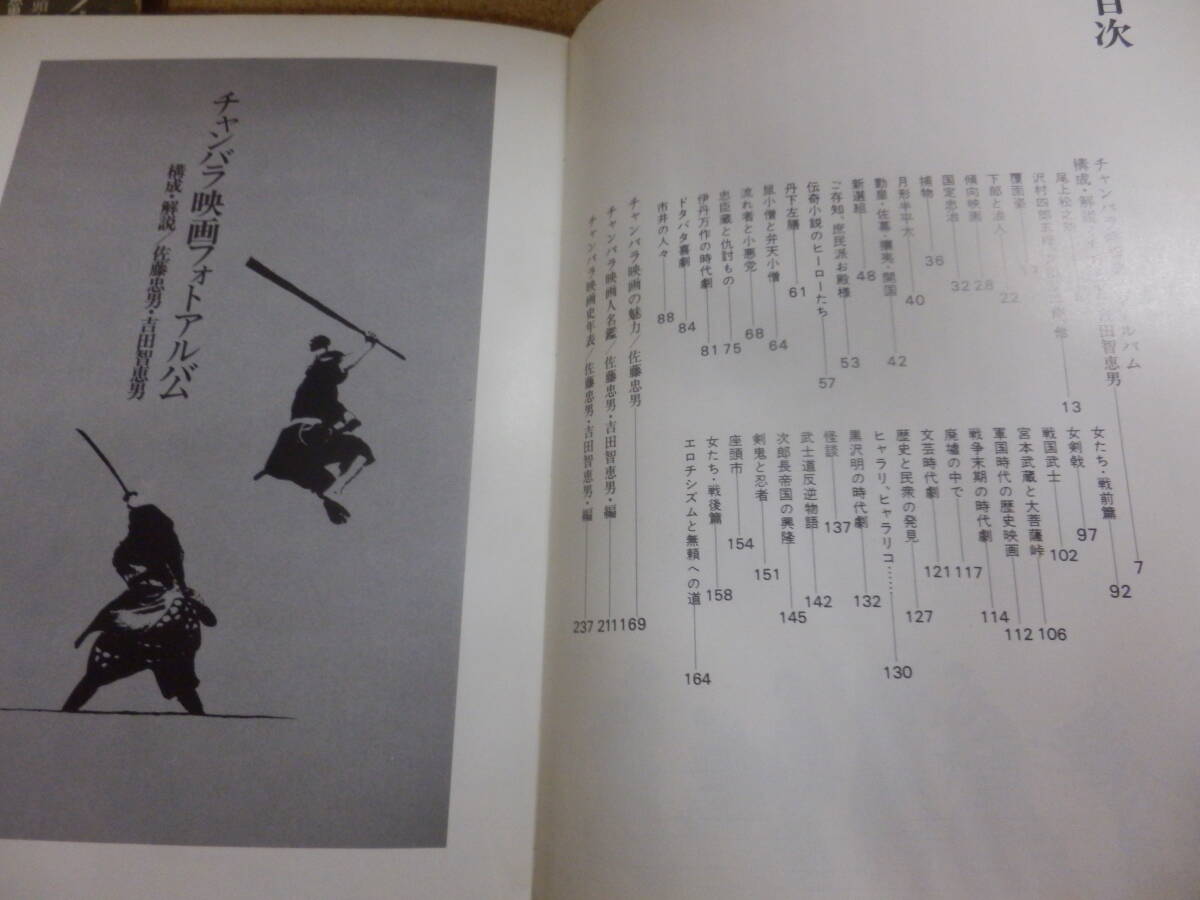 チャンバラ映画フォトアルバム
構成・解説／佐藤忠男・吉田智恵男
目次
チャンバラ映画 ルバム
構成・解説 田智恵男 7
尾上松之助 13
沢村四郎五郎 他
覆面姿
下郎と浪人 22
傾向映画 28
国定忠治 32
捕物 36
月形半平太 40
勤皇・佐幕・攘夷・開国 42
新選組 48
ご存知、庶民派お殿様 53
伝奇小説のヒーローたち 57
丹下左膳 61
鼠小僧と弁天小僧 64
流れ者と小悪党 68
忠臣蔵と仇討もの 75
伊丹万作の時代劇 81
ドタバタ喜劇 84
市井の人々 88
女たち・戦前篇 92
女剣戟 97
戦国武士 102
宮本武蔵と大菩薩峠 106
軍国時代の歴史映画 112
戦争末期の時代劇 114
廃墟の中で 117
文芸時代劇 121
歴史と民衆の発見 127
ヒャラリ、ヒャラリコ…… 130
黒沢明の時代劇 132
怪談 137
武士道反逆物語 142
次郎長帝国の興隆 145
剣鬼と忍者 151
座頭市 154
女たち・戦後篇 158
エロチシズムと無頼への道 164
チャンバラ映画の魅力／佐藤忠男 169
チャンバラ映画人名鑑／佐藤忠男・吉田智恵男・編 211
チャンバラ映画史年表／佐藤忠男・吉田智恵男・編 237